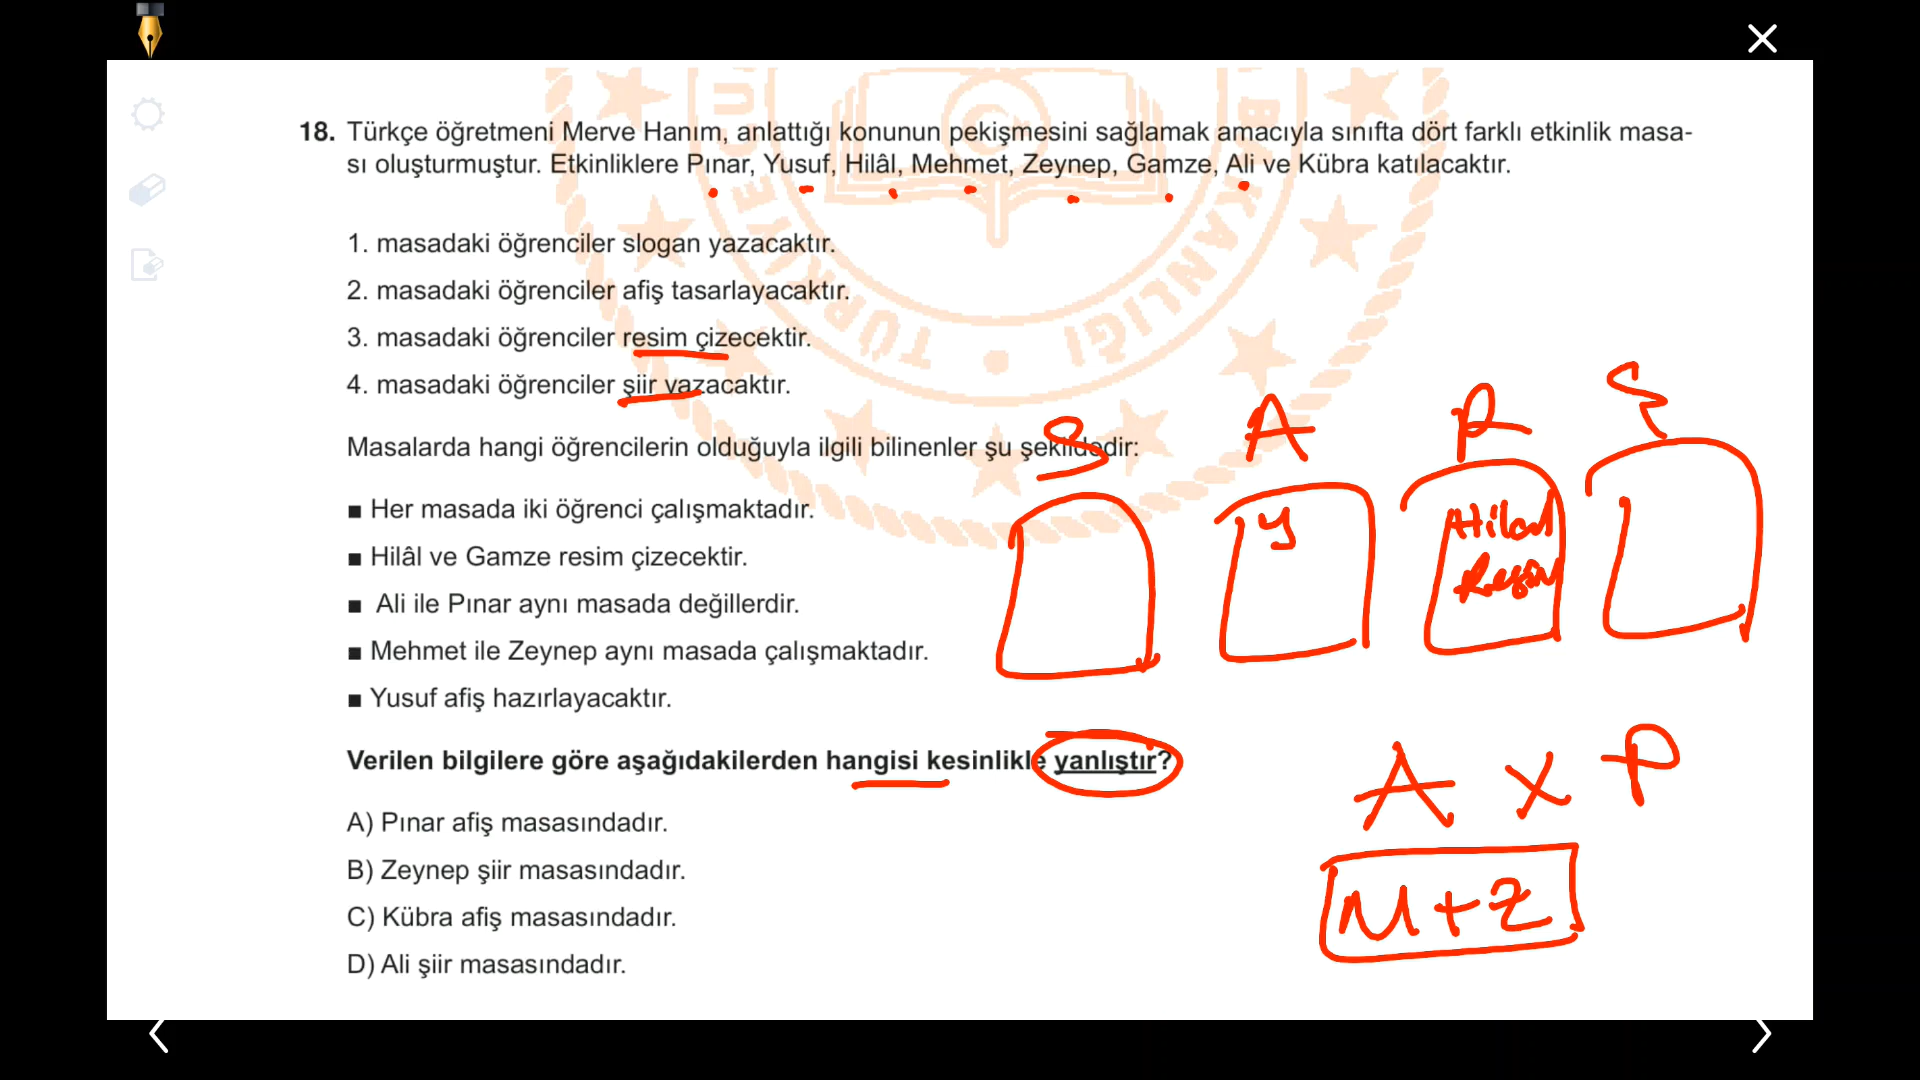 18. Türkçe öğretmeni Merve Hanım, anlattığı konunun pekişmesini sağlamak amacıyla sınıfta dört farklı etkinlik masa-
sı oluşturmuştur. Etkinliklere Pınar, Yusuf, Hilâl, Mehmet, Zeynep, Gamze, Ali ve Kübra katılacaktır.
1. masadaki öğrenciler slogan yazacaktır.
2. masadaki öğrenciler afiş tasarlayacaktır.
3. masadaki öğrenciler resim çizecektir.
4. masadaki öğrenciler şiir yazacaktır.
Masalarda hangi öğrencilerin olduğuyla ilgili bilinenler şu şekildedir:
S A R Ş
■ Her masada iki öğrenci çalışmaktadır.
Y Hilal
■ Hilâl ve Gamze resim çizecektir.
Resim
■ Ali ile Pınar aynı masada değillerdir.
■ Mehmet ile Zeynep aynı masada çalışmaktadır.
■ Yusuf afiş hazırlayacaktır.
Verilen bilgilere göre aşağıdakilerden hangisi kesinlikle yanlıştır?
A x P
A) Pınar afiş masasındadır.
B) Zeynep şiir masasındadır.
M+Z
C) Kübra afiş masasındadır.
D) Ali şiir masasındadır.